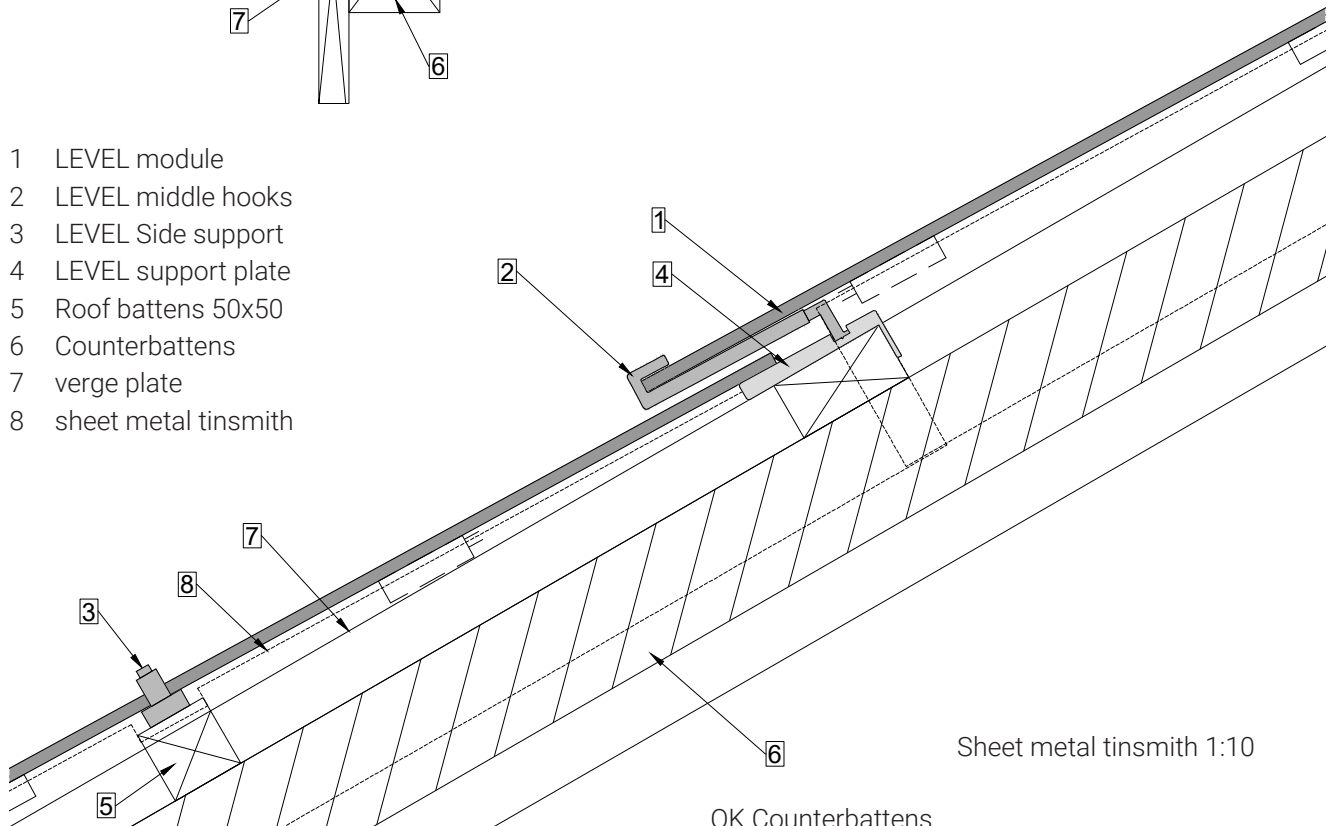 7
6
1 LEVEL module
2 LEVEL middle hooks
3 LEVEL Side support
4 LEVEL support plate
5 Roof battens 50x50
6 Counterbattens
7 verge plate
8 sheet metal tinsmith
1
2
4
7
8
3
6
5
Sheet metal tinsmith 1:10
OK Counterbattens